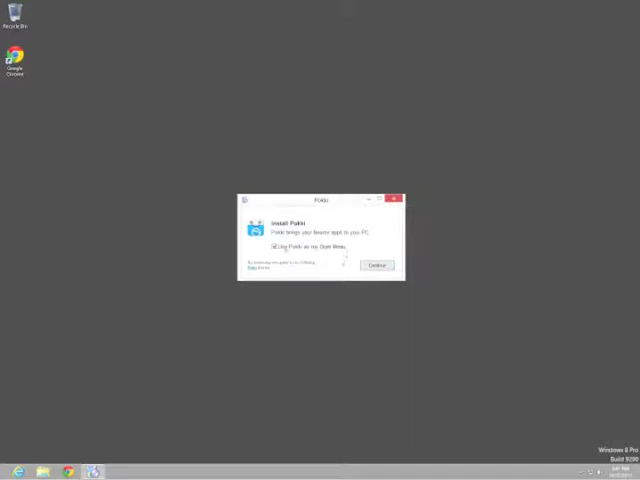 Recycle Bin
Google
Chrome
Pokki
Install Pokki
Pokki brings your favorite apps to your PC
Use Pokki as my Start Menu
Continue
Windows 8 Pro
Build 9200